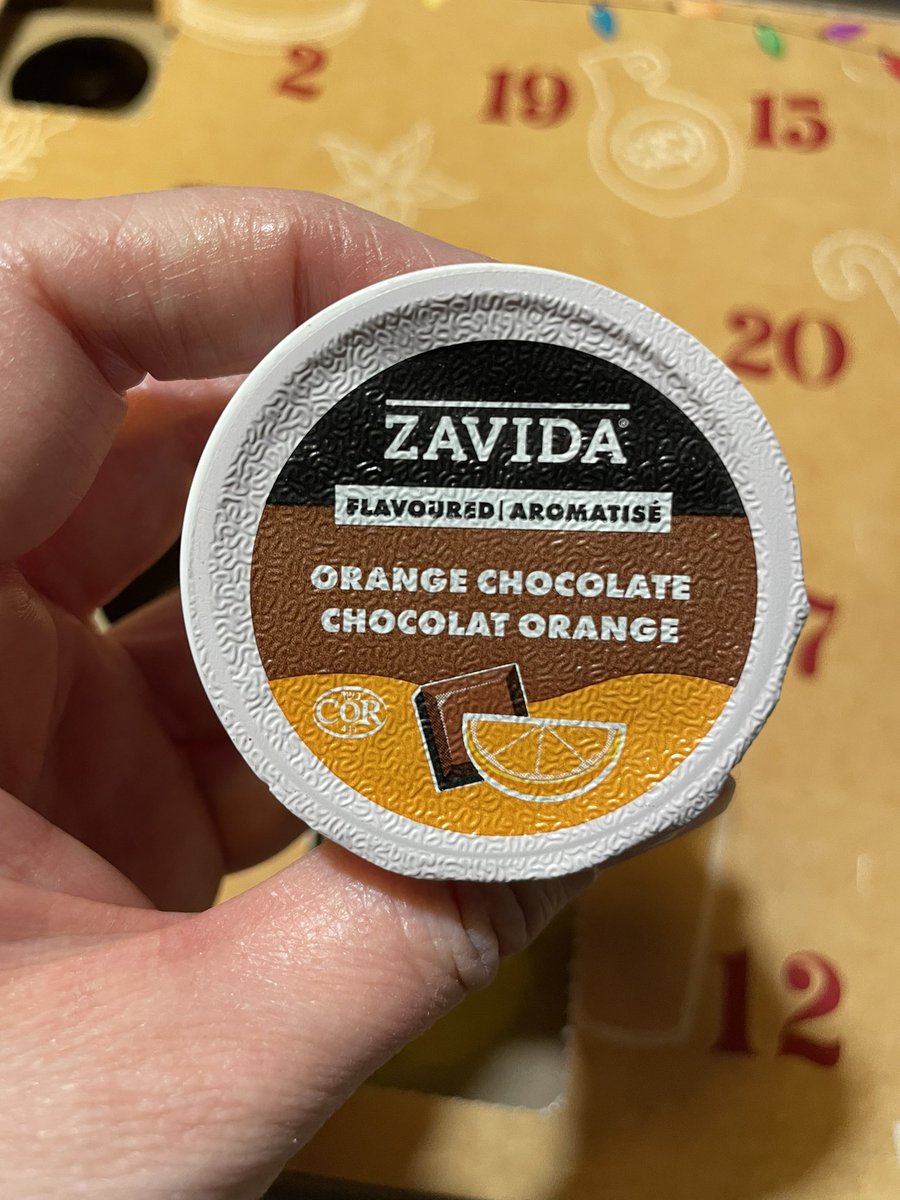 2
19
15
20
ZAVIDA®
FLAVOURED | AROMATISÉ
ORANGE CHOCOLATE
CHOCOLAT ORANGE
COR
7
12